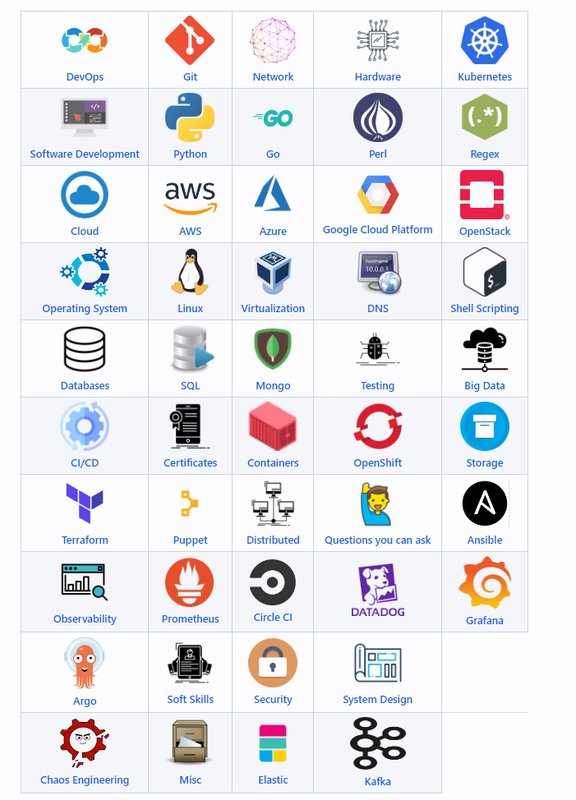 DevOps
Git
Network
Hardware
Kubernetes
Software Development
Python
GO
Go
Perl
(.*)
Regex
Cloud
aws
AWS
Azure
Google Cloud Platform
OpenStack
Operating System
Linux
Virtualization
hostname
10.0.0.1
DNS
$_
Shell Scripting
Databases
SQL
Mongo
Testing
Big Data
CI/CD
Certificates
Containers
OpenShift
Storage
Terraform
Puppet
Distributed
Questions you can ask
A
Ansible
Observability
Prometheus
Circle CI
DATADOG
Grafana
Argo
Soft Skills
Security
System Design
Chaos Engineering
Misc
Elastic
Kafka